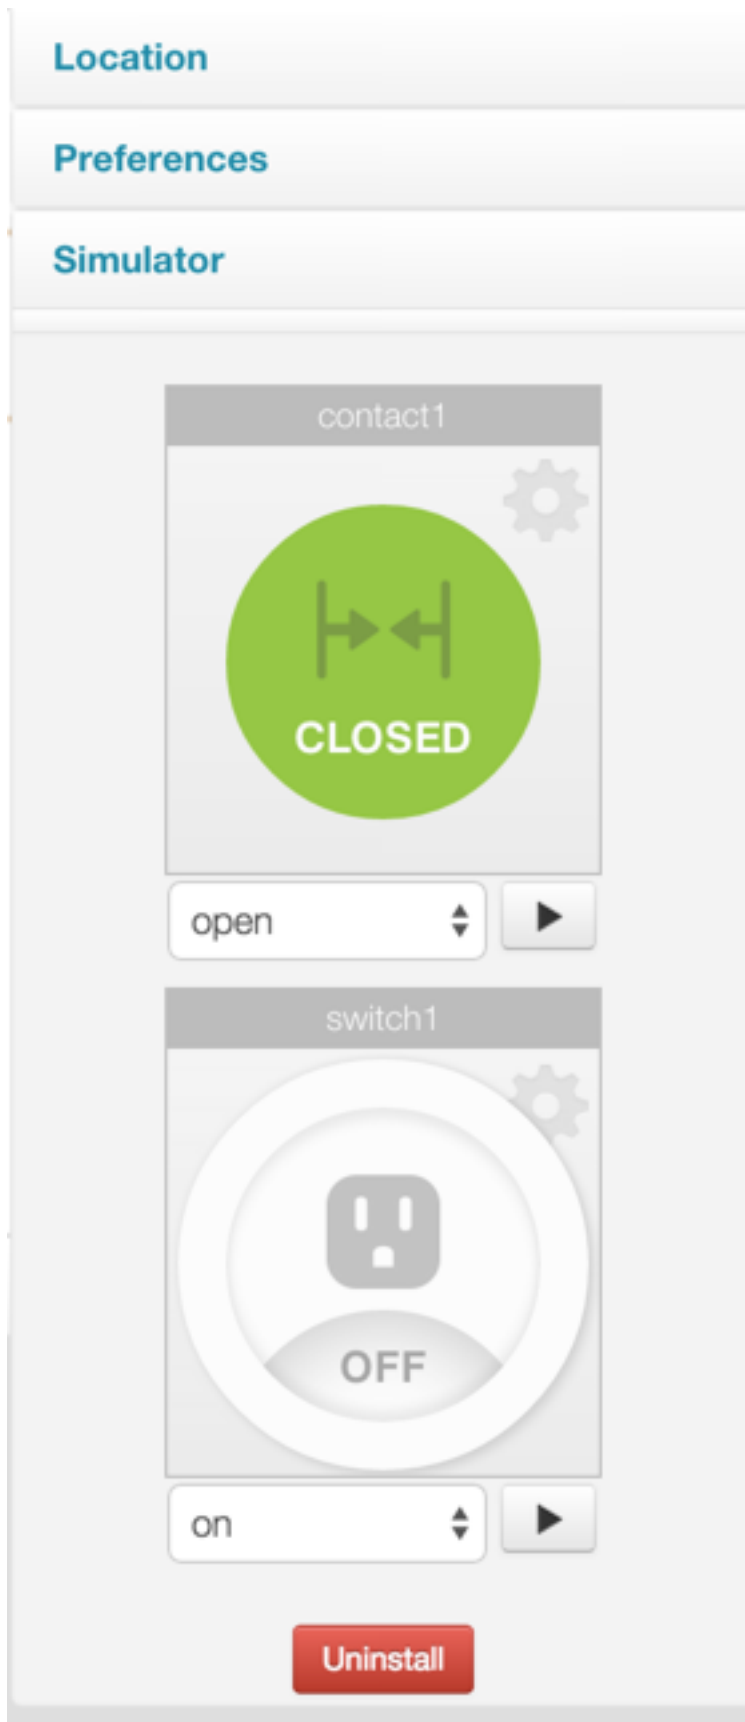 Location
Preferences
Simulator
contact1
CLOSED
open
switch1
OFF
on
Uninstall